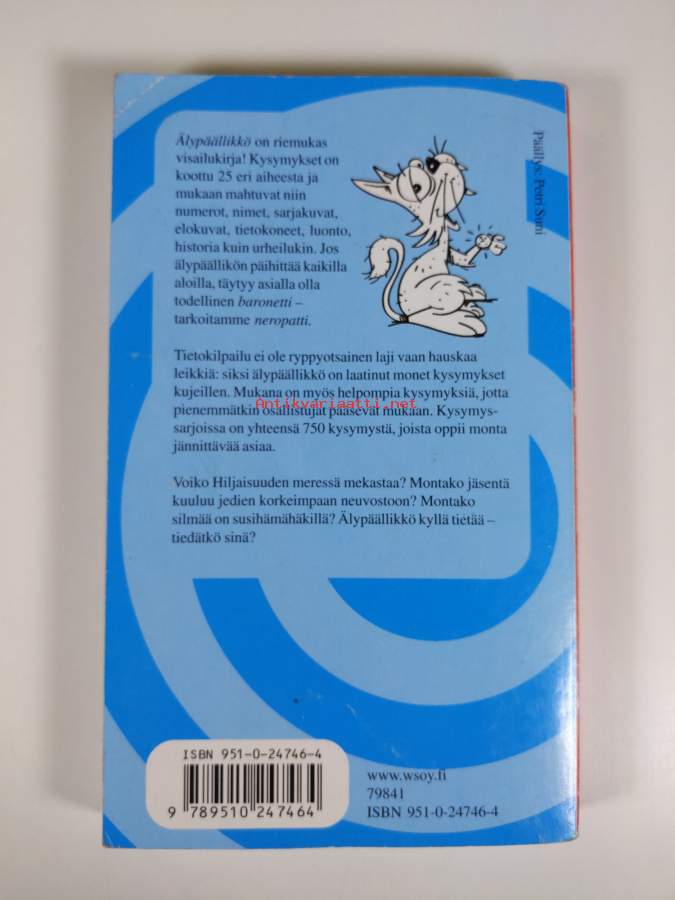 Älypäällikkö on riemukas
visailukirja! Kysymykset on
koottu 25 eri aiheesta ja
mukaan mahtuvat niin
numerot, nimet, sarjakuvat,
elokuvat, tietokoneet, luonto,
historia kuin urheilukin. Jos
älypäällikön päihittää kaikilla
aloilla, täytyy asialla olla
todellinen baronetti –
tarkoitamme neropatti.
Päällys: Petri Suni
Tietokilpailu ei ole ryppyotsainen laji vaan hauskaa
leikkiä: siksi älypäällikkö on laatinut monet kysymykset
kujeillen. Mukana on myös helpompia kysymyksiä, jotta
pienemmätkin osallistujat pääsevät mukaan. Kysymys-
sarjoissa on yhteensä 750 kysymystä, joista oppii monta
jännittävää asiaa.
Antikvariaatti.net
Voiko Hiljaisuuden meressä mekastaa? Montako jäsentä
kuuluu jedien korkeimpaan neuvostoon? Montako
silmää on susihämähäkillä? Älypäällikkö kyllä tietää –
tiedätkö sinä?
ISBN 951-0-24746-4
9 789510 247464
www.wsoy.fi
79841
ISBN 951-0-24746-4